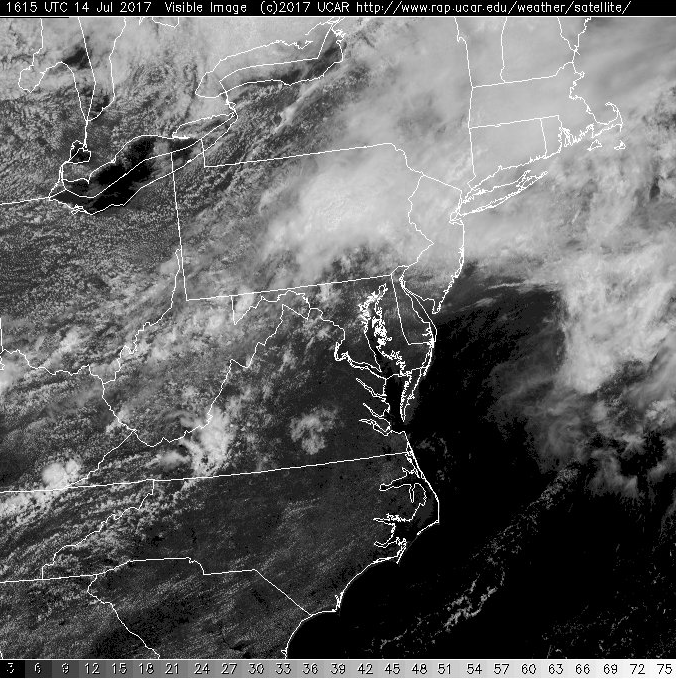 1615 UTC 14 Jul 2017 Visible Image (c)2017 UCAR http://www.rap.ucar.edu/weather/satellite/
3 6 9 12 15 18 21 24 27 30 33 36 39 42 45 48 51 54 57 60 63 66 69 72 75